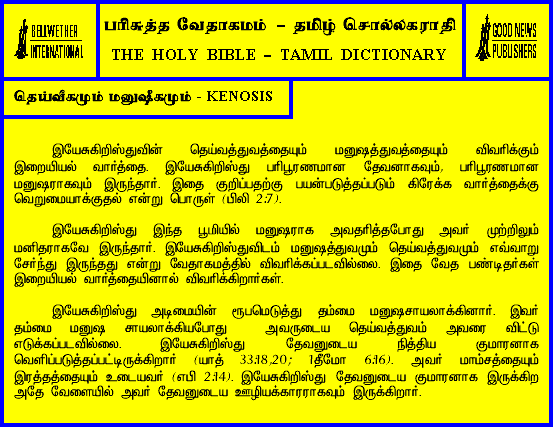 BELLWETHER
INTERNATIONAL
பரிசுத்த வேதாகமம் – தமிழ் சொல்லகராதி
THE HOLY BIBLE – TAMIL DICTIONARY
GOOD NEWS
PUBLISHERS
தெய்வீகமும் மனுஷீகமும் - KENOSIS
இயேசுகிறிஸ்துவின் தெய்வத்துவத்தையும் மனுஷத்துவத்தையும் விவரிக்கும்
இறையியல் வார்த்தை. இயேசுகிறிஸ்து பரிபூரணமான தேவனாகவும், பரிபூரணமான
மனுஷராகவும் இருந்தார். இதை குறிப்பதற்கு பயன்படுத்தப்படும் கிரேக்க வார்த்தைக்கு
வெறுமையாக்குதல் என்று பொருள் (பிலி 2:7).
இயேசுகிறிஸ்து இந்த பூமியில் மனுஷராக அவதரித்தபோது அவர் முற்றிலும்
மனிதராகவே இருந்தார். இயேசுகிறிஸ்துவிடம் மனுஷத்துவமும் தெய்வத்துவமும் எவ்வாறு
சேர்ந்து இருந்தது என்று வேதாகமத்தில் விவரிக்கப்படவில்லை. இதை வேத பண்டிதர்கள்
இறையியல் வார்த்தையினால் விவரிக்கிறார்கள்.
இயேசுகிறிஸ்து அடிமையின் ரூபமெடுத்து தம்மை மனுஷசாயலாக்கினார். இவர்
தம்மை மனுஷ சாயலாக்கியபோது அவருடைய தெய்வத்துவம் அவரை விட்டு
எடுக்கப்படவில்லை. இயேசுகிறிஸ்து தேவனுடைய நித்திய குமாரனாக
வெளிப்படுத்தப்பட்டிருக்கிறார் (யாத் 33:18,20; 1தீமோ 6:16). அவர் மாம்சத்தையும்
இரத்தத்தையும் உடையவர் (எபி 2:14). இயேசுகிறிஸ்து தேவனுடைய குமாரனாக இருக்கிற
அதே வேளையில் அவர் தேவனுடைய ஊழியக்காரராகவும் இருக்கிறார்.